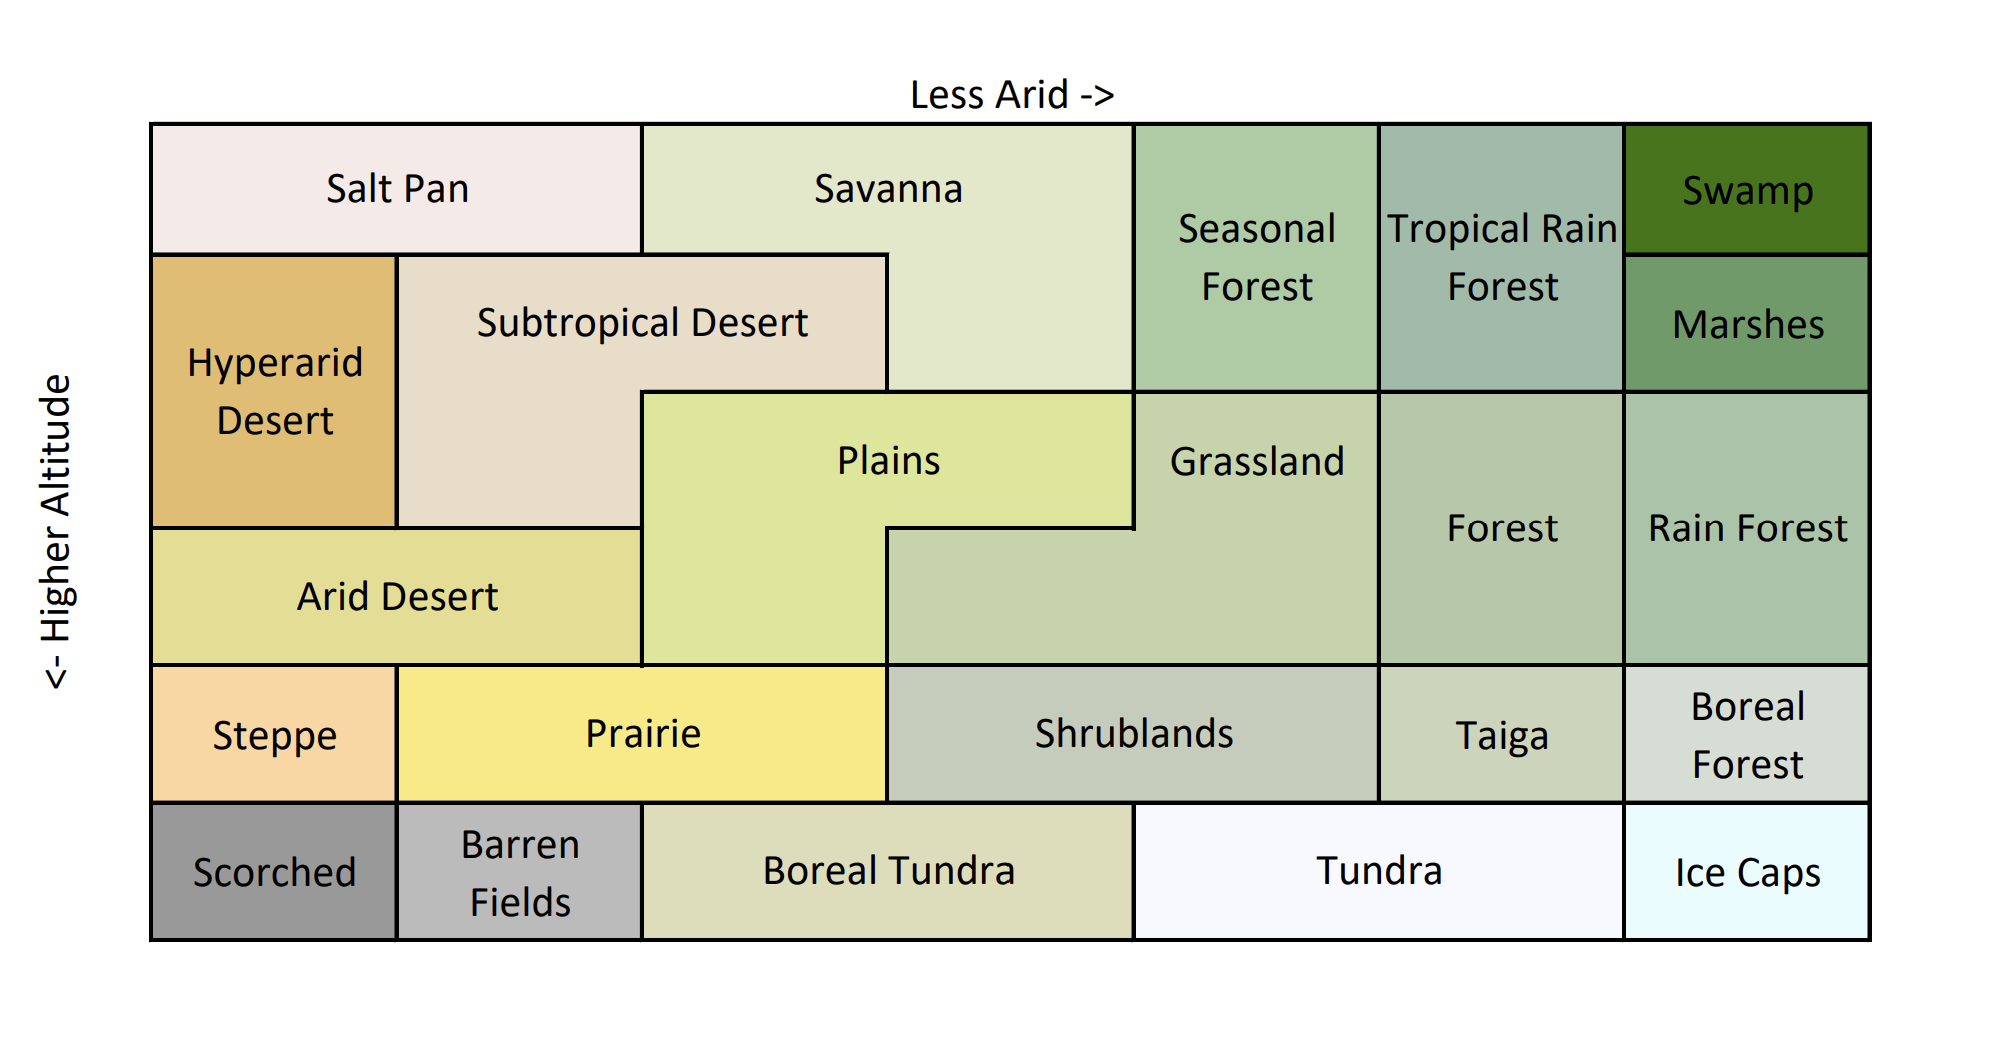 Less Arid ->
<- Higher Altitude
Salt Pan
Savanna
Seasonal
Forest
Tropical Rain
Forest
Swamp
Marshes
Hyperarid
Desert
Subtropical Desert
Plains
Grassland
Forest
Rain Forest
Arid Desert
Steppe
Prairie
Shrublands
Taiga
Boreal
Forest
Scorched
Barren
Fields
Boreal Tundra
Tundra
Ice Caps